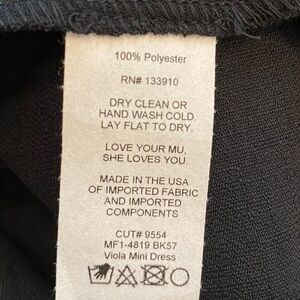 100% Polyester
RN# 133910
DRY CLEAN OR
HAND WASH COLD.
LAY FLAT TO DRY.
LOVE YOUR MU,
SHE LOVES YOU.
MADE IN THE USA
OF IMPORTED FABRIC
AND IMPORTED
COMPONENTS
CUT# 9554
MF1-4819 BK57
Viola Mini Dress